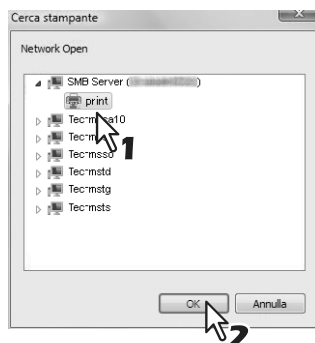 Cerca stampante
Network Open
SMB Server (
print
1
Tec-mstd
Tec-mstg
Tec-msts
OK
Annulla
2